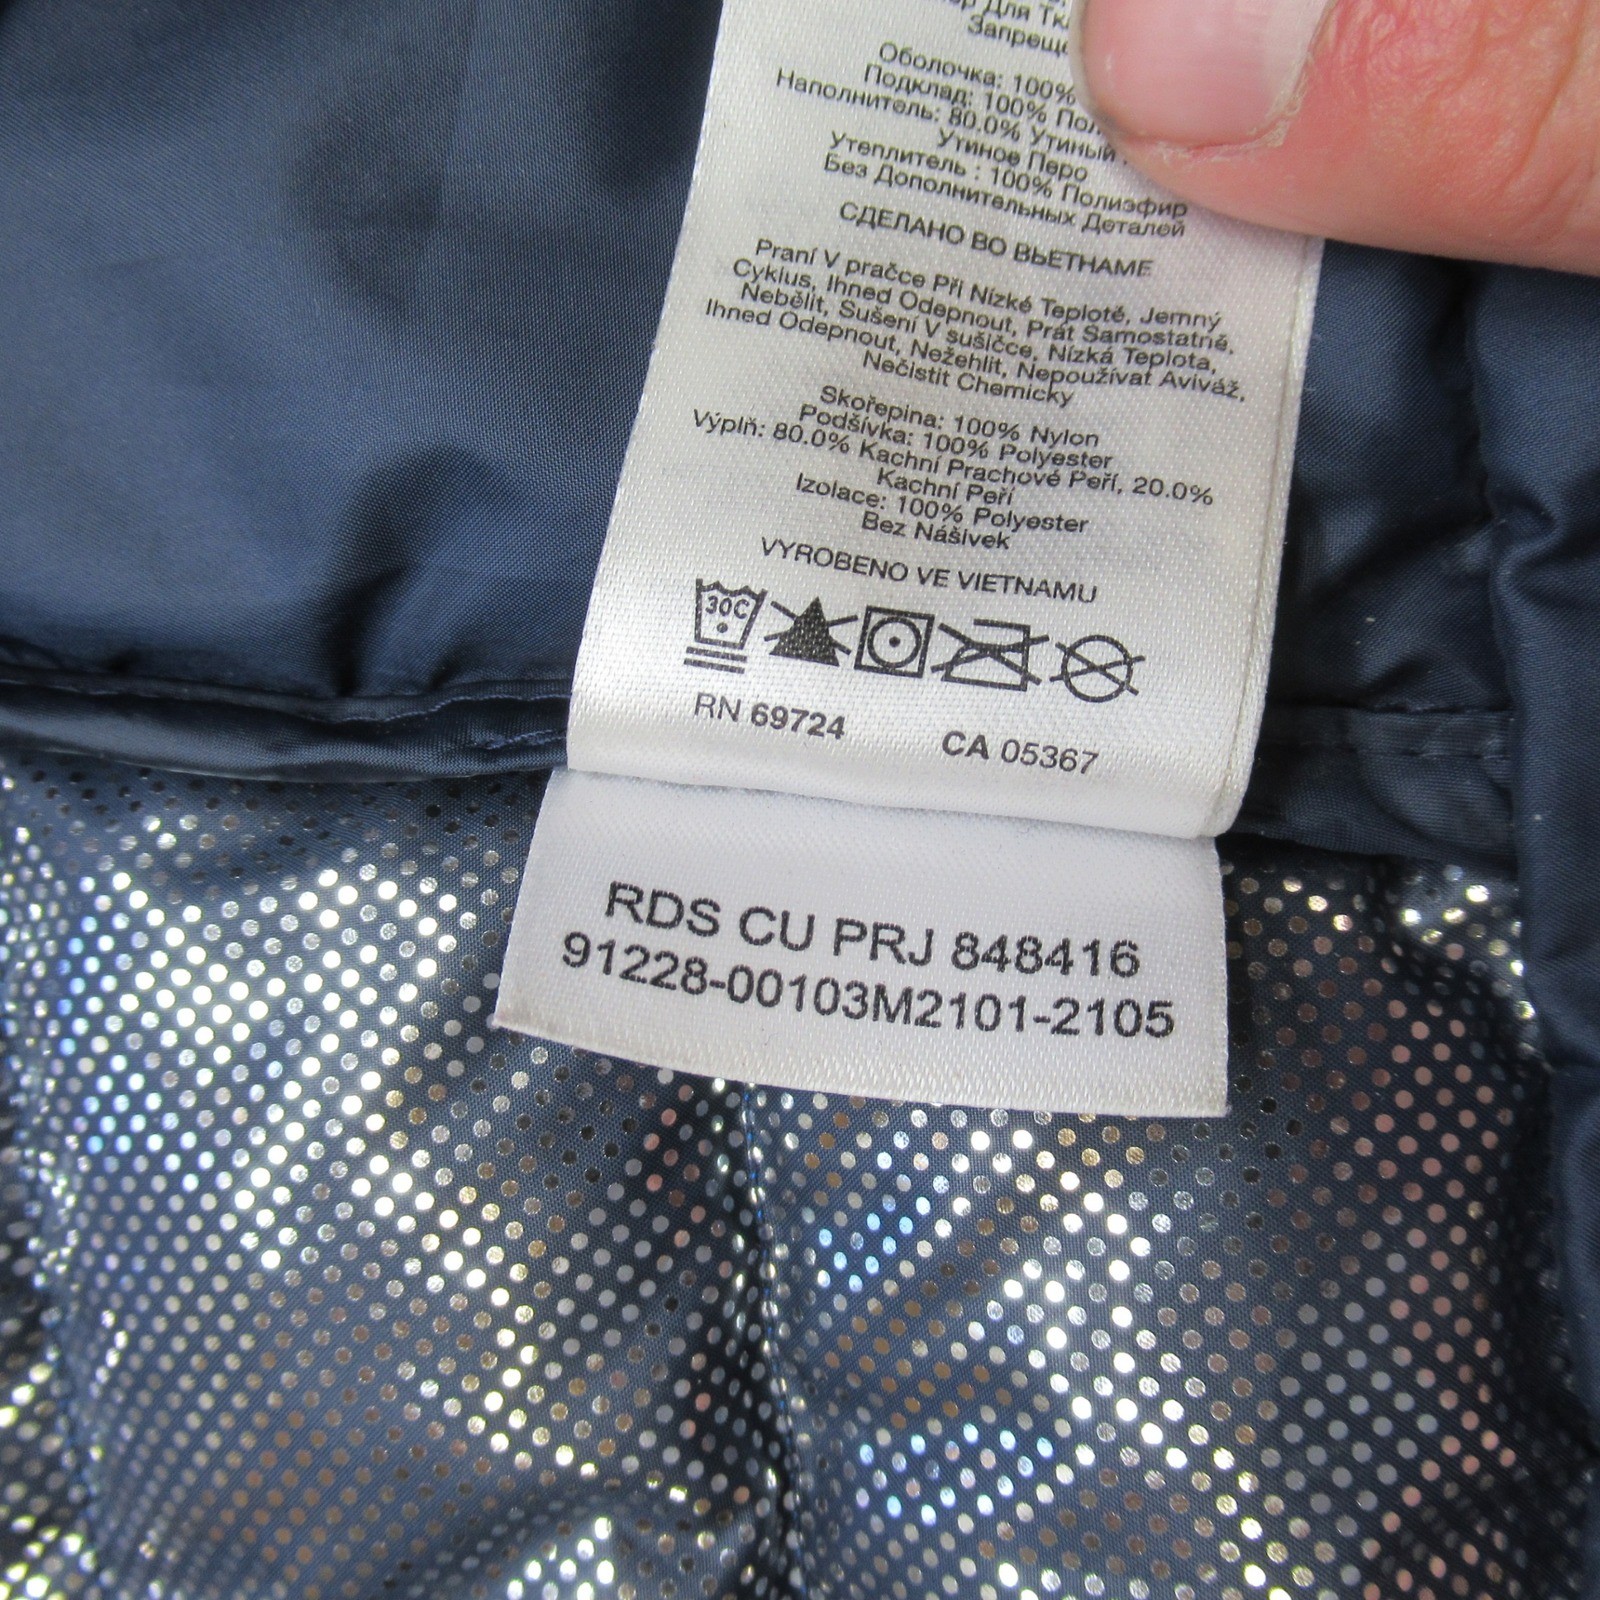 Для
Запреще
Оболочка: 100%
Подклад: 100% Пол
Наполнитель: 80.0% Утиный
Утиное Перо
Утеплитель : 100% Полиэфир
Без Дополнительных Деталей
СДЕЛАНО ВО ВЬЕТНАМЕ
Praní V pračce Při Nízké Teplotě, Jemný
Cyklus, Ihned Odepnout, Prát Samostatně,
Nebělit, Sušení V sušičce, Nízká Teplota,
Ihned Odepnout, Nežehlit, Nepoužívat Aviváž,
Nečistit Chemicky
Skořepina: 100% Nylon
Podšívka: 100% Polyester
Výplň: 80.0% Kachní Prachové Peří, 20.0%
Kachní Peří
Izolace: 100% Polyester
Bez Nášivek
VYROBENO VE VIETNAMU
30C
RN 69724 CA 05367
RDS CU PRJ 848416
91228-00103M2101-2105